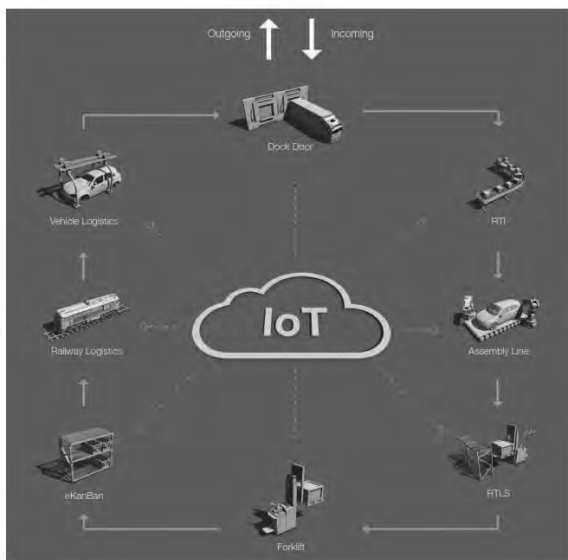 Outgoing
Incoming
Dock Door
Vehicle Logistics
RTI
IoT
Railway Logistics
Assembly Line
eKanBan
RTLS
Forklift